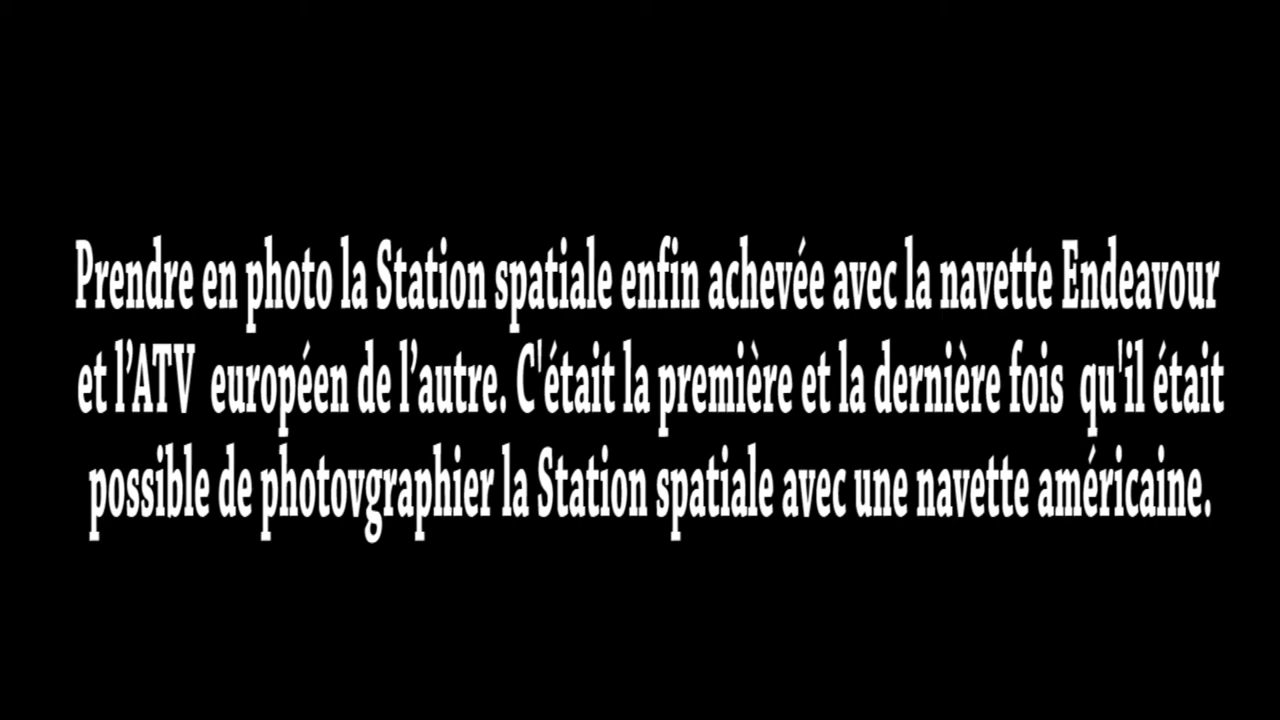 Prendre en photo la Station spatiale enfin achevée avec la navette Endeavour
et l’ATV européen de l’autre. C'était la première et la dernière fois qu'il était
possible de photovgraphier la Station spatiale avec une navette américaine.